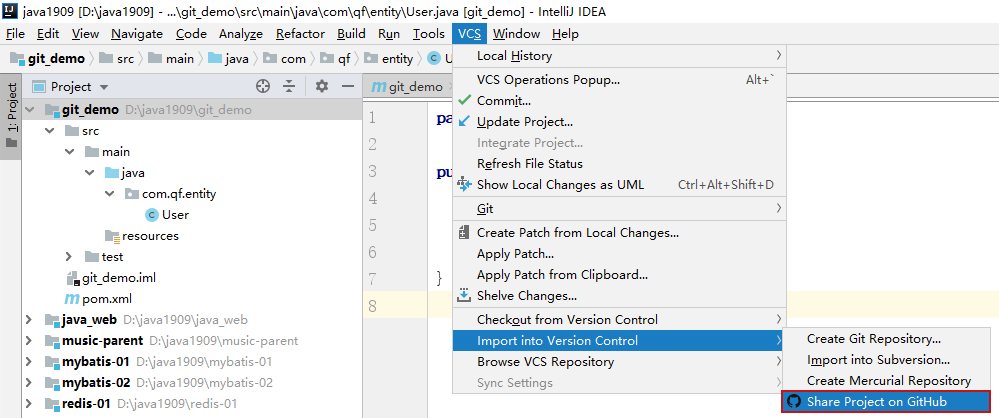 java1909 [D:\java1909] - ...\git_demo\src\main\java\com\qf\entity\User.java [git_demo] - IntelliJ IDEA
File Edit View Navigate Code Analyze Refactor Build Run Tools VCS Window Help
git_demo src main java com qf entity U
1: Project
Project
git_demo D:\java1909\git_demo
src
main
java
com.qf.entity
User
resources
test
git_demo.iml
pom.xml
java_web D:\java1909\java_web
music-parent D:\java1909\music-parent
mybatis-01 D:\java1909\mybatis-01
mybatis-02 D:\java1909\mybatis-02
redis-01 D:\java1909\redis-01
git_demo
1 pa
2
3 pu
4
5
6
7 }
8
Local History
VCS Operations Popup... Alt+`
Commit...
Update Project...
Integrate Project...
Refresh File Status
Show Local Changes as UML Ctrl+Alt+Shift+D
Git
Create Patch from Local Changes...
Apply Patch...
Apply Patch from Clipboard...
Shelve Changes...
Checkout from Version Control
Import into Version Control
Browse VCS Repository
Sync Settings
Create Git Repository...
Import into Subversion...
Create Mercurial Repository
Share Project on GitHub